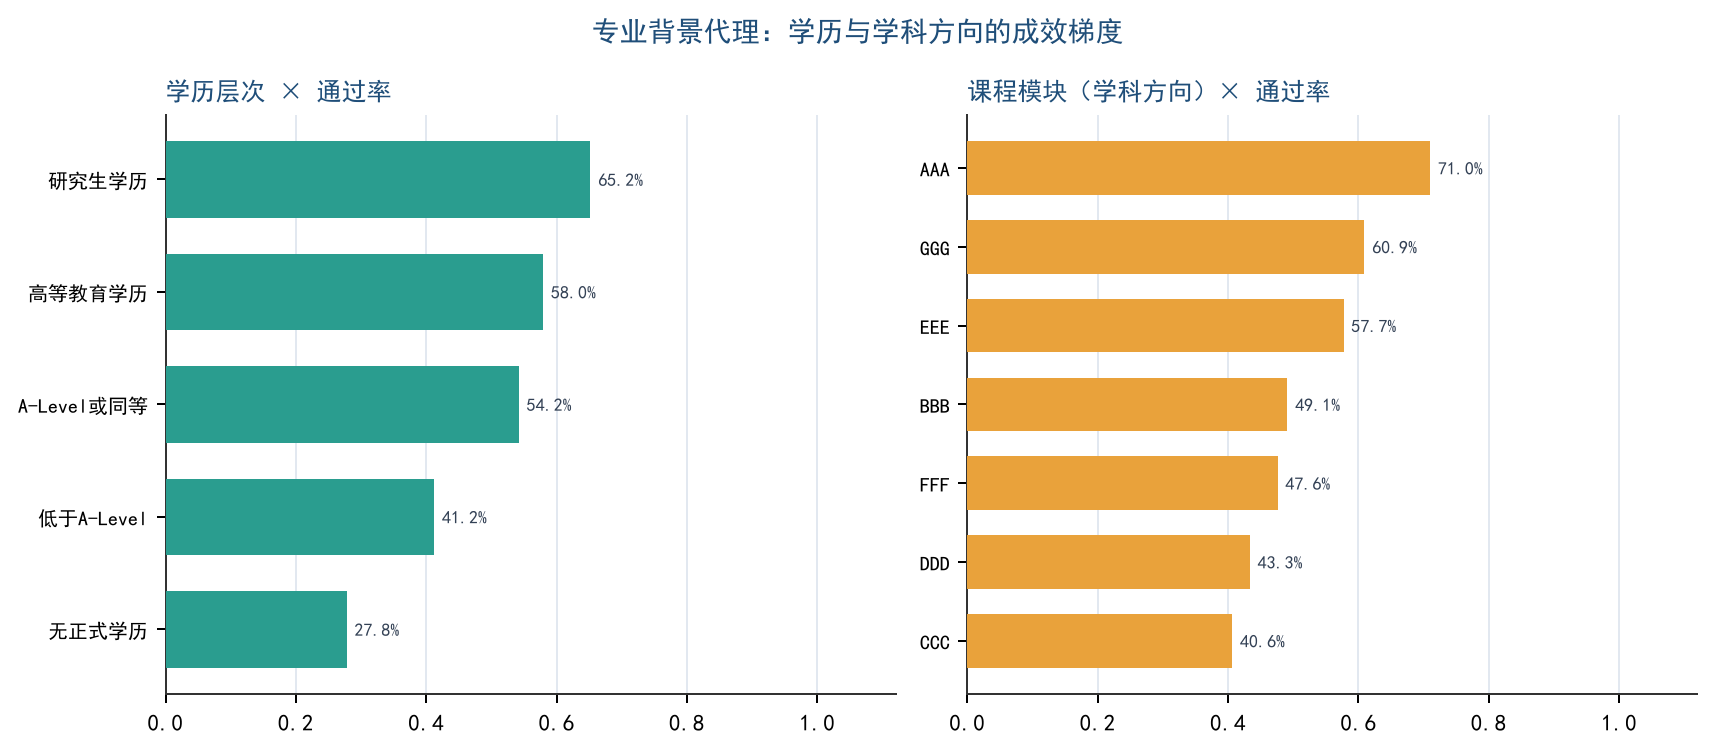 专业背景代理：学历与学科方向的成效梯度
学历层次 × 通过率
研究生学历 65.2%
高等教育学历 58.0%
A-Level或同等 54.2%
低于A-Level 41.2%
无正式学历 27.8%
0.0 0.2 0.4 0.6 0.8 1.0
课程模块（学科方向）× 通过率
AAA 71.0%
GGG 60.9%
EEE 57.7%
BBB 49.1%
FFF 47.6%
DDD 43.3%
CCC 40.6%
0.0 0.2 0.4 0.6 0.8 1.0